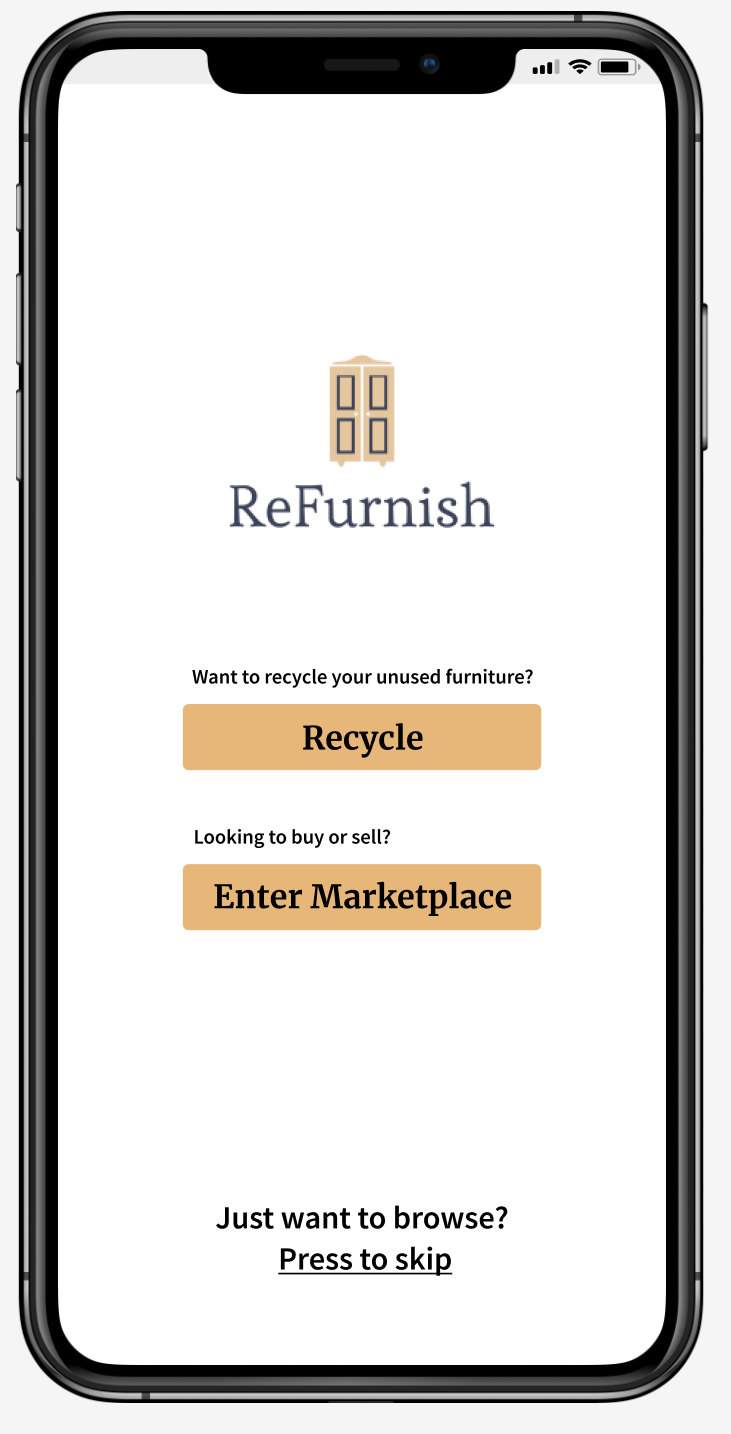 ReFurnish
Want to recycle your unused furniture?
Recycle
Looking to buy or sell?
Enter Marketplace
Just want to browse?
Press to skip